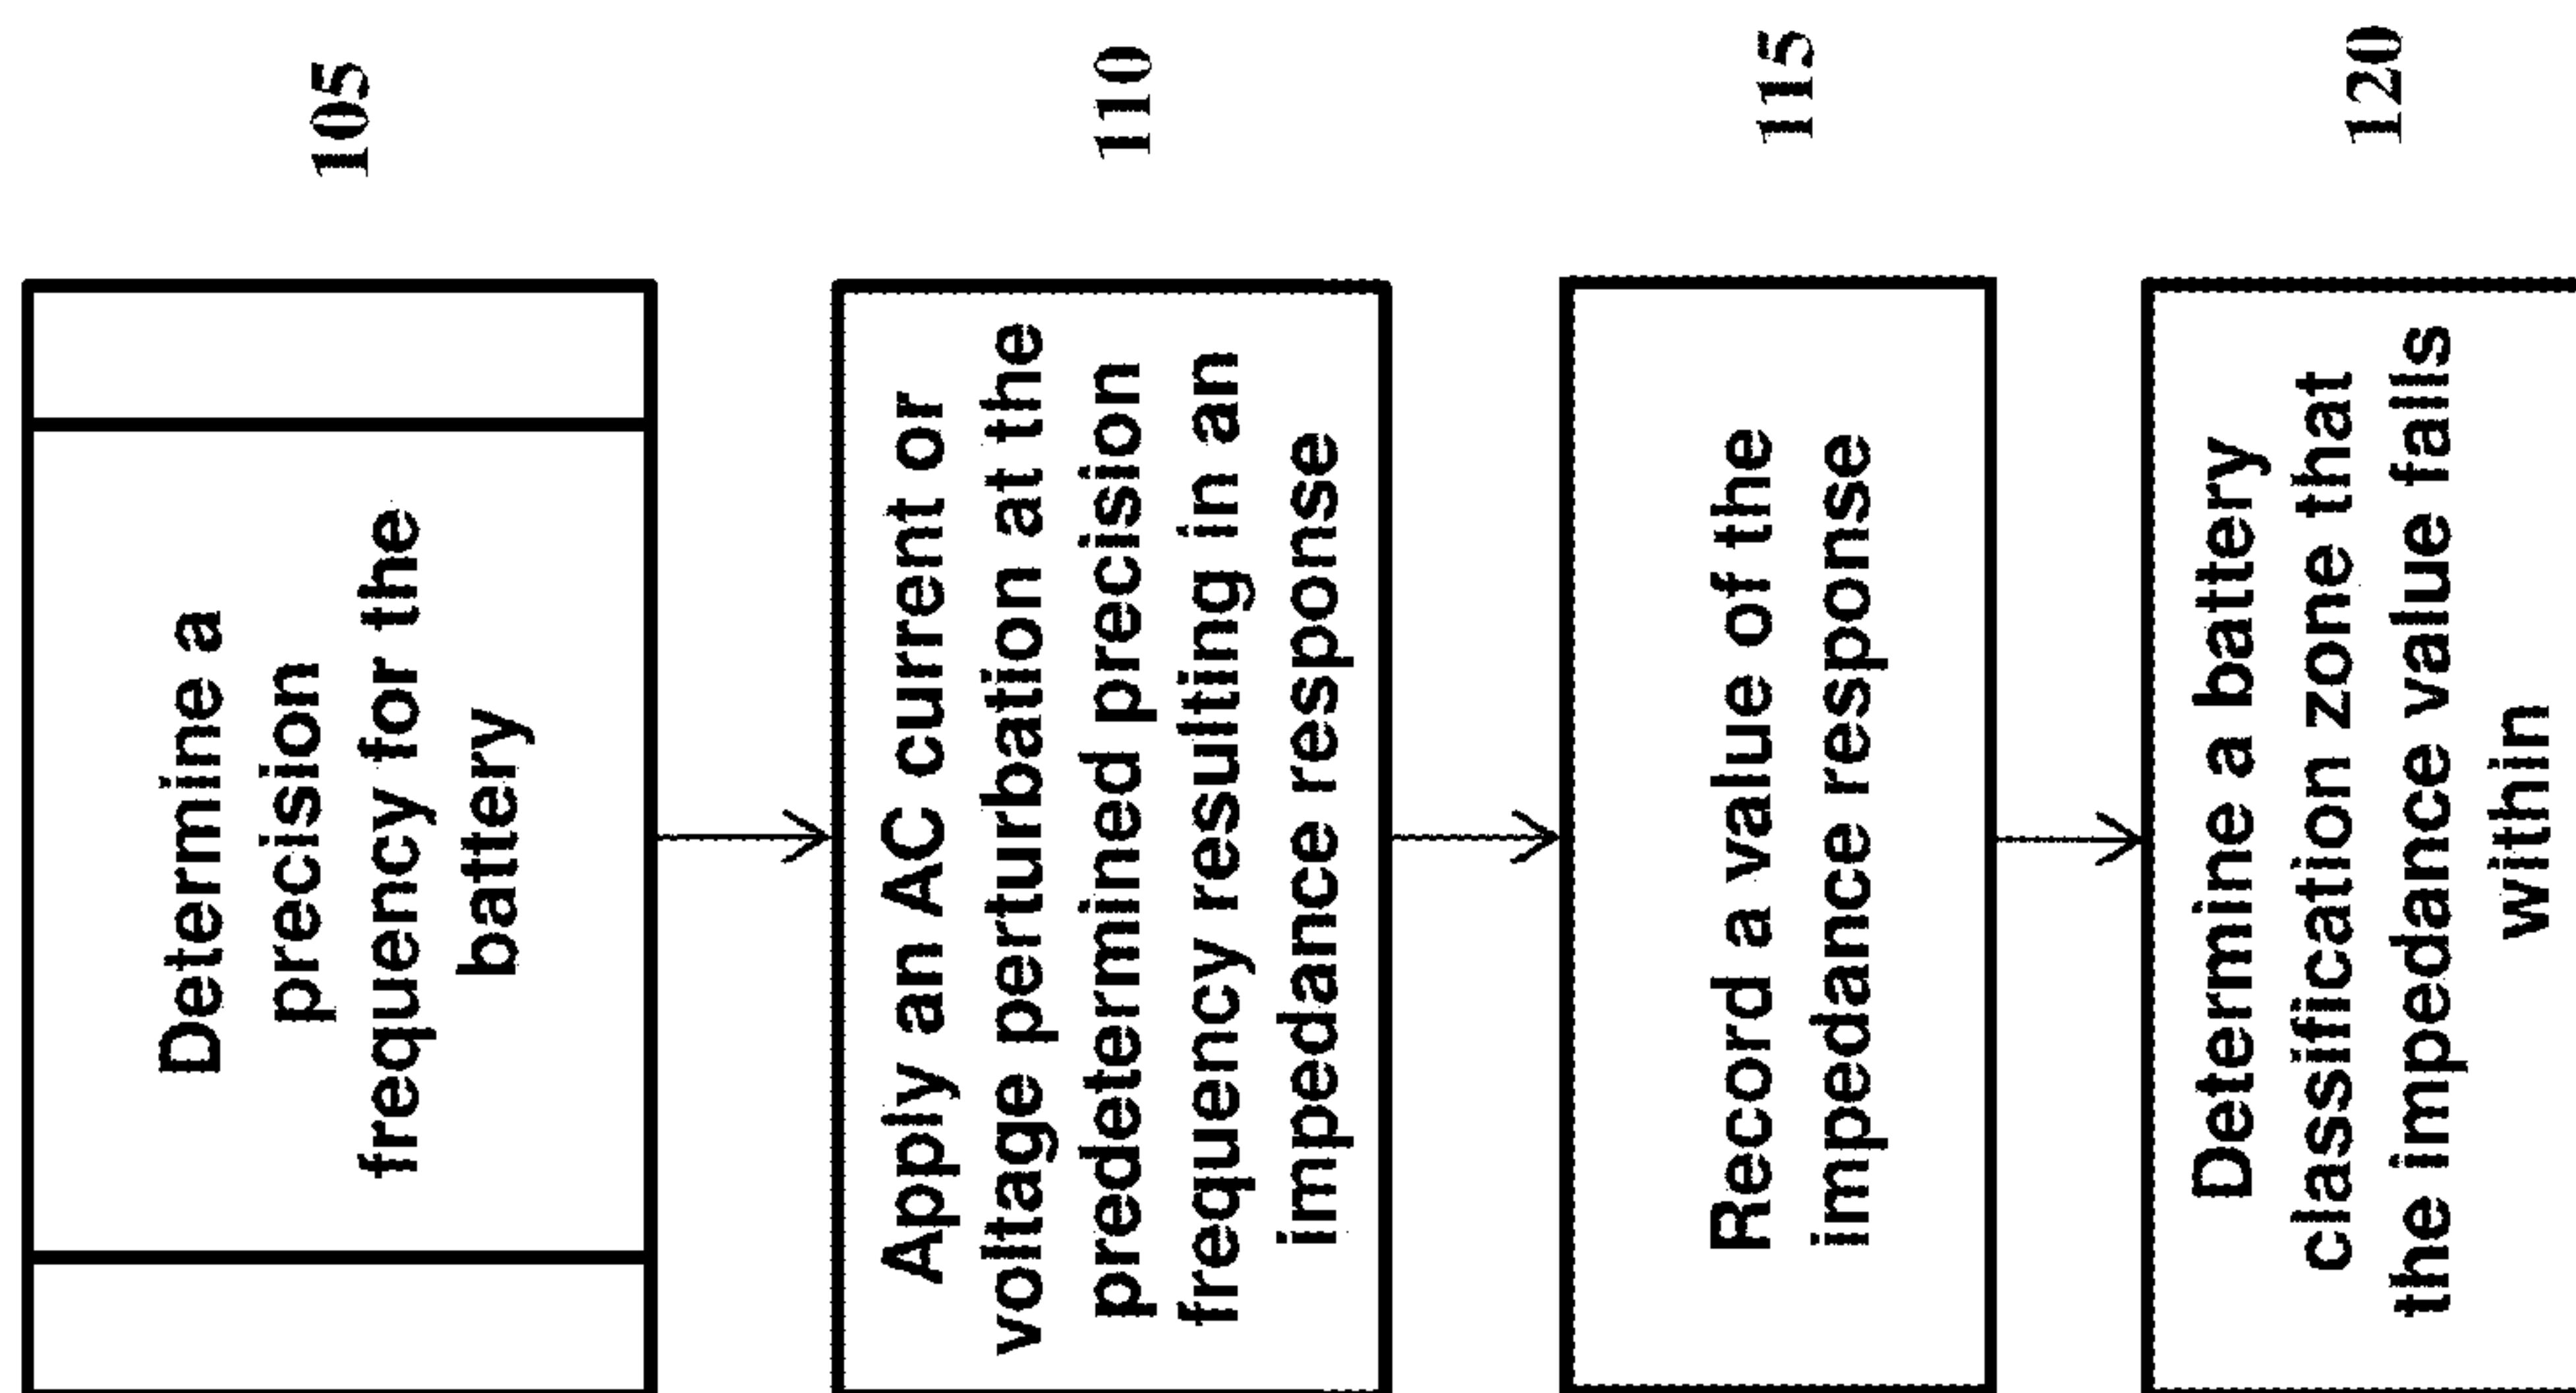 Determine a
precision
frequency for the
battery
105
Apply an AC current or
voltage perturbation at the
predetermined precision
frequency resulting in an
impedance response
110
Record a value of the
impedance response
115
Determine a battery
classification zone that
the impedance value falls
within
120